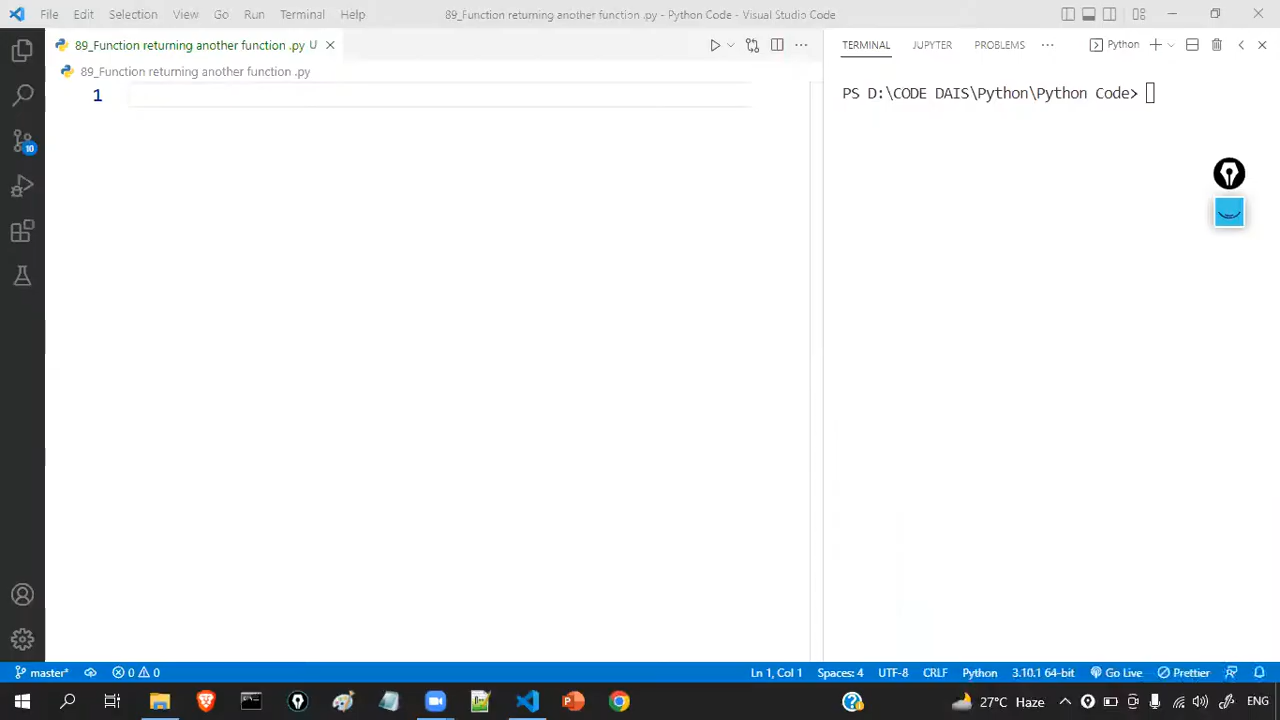 File Edit Selection View Go Run Terminal Help 89_Function returning another function .py - Python Code - Visual Studio Code
89_Function returning another function .py U
TERMINAL JUPYTER PROBLEMS ··· Python
89_Function returning another function .py
1
PS D:\CODE DAIS\Python\Python Code>
10
master* 0 0 Ln 1, Col 1 Spaces: 4 UTF-8 CRLF Python 3.10.1 64-bit Go Live Prettier
27°C Haze ENG